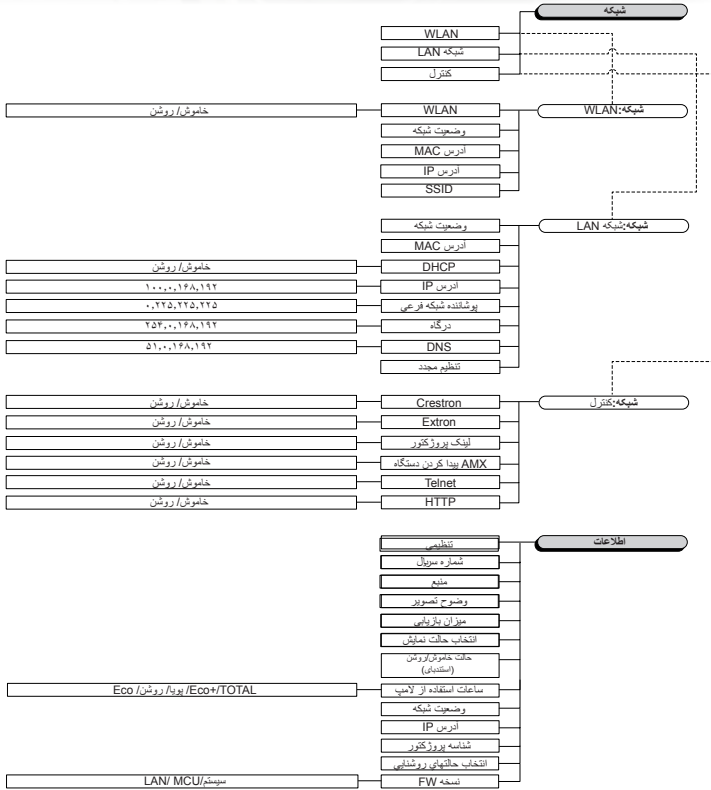 شبکه
WLAN
شبکه LAN
کنترل
شبکه:WLAN
WLAN
خاموش/ روشن
وضعیت شبکه
آدرس MAC
آدرس IP
SSID
شبکه:شبکه LAN
وضعیت شبکه
آدرس MAC
DHCP
خاموش/ روشن
آدرس IP
۱۰۰,۰,۱۶۸,۱۹۲
پوشاننده شبکه فرعی
۰,۲۲۵,۲۲۵,۲۲۵
درگاه
۲۵۴,۰,۱۶۸,۱۹۲
DNS
۵۱,۰,۱۶۸,۱۹۲
تنظیم مجدد
شبکه:کنترل
Crestron
خاموش/ روشن
Extron
خاموش/ روشن
لینک پروژکتور
خاموش/ روشن
AMX پیدا کردن دستگاه
خاموش/ روشن
Telnet
خاموش/ روشن
HTTP
خاموش/ روشن
اطلاعات
تنظیمی
شماره سریال
منبع
وضوح تصویر
میزان بازیابی
انتخاب حالت نمایش
حالت خاموش/روشن
(استندبای)
ساعات استفاده از لامپ
Eco /پویا/ روشن /Eco+/TOTAL
وضعیت شبکه
آدرس IP
شناسه پروژکتور
انتخاب حالتهای روشنایی
نسخه FW
LAN/ MCU/سیستم